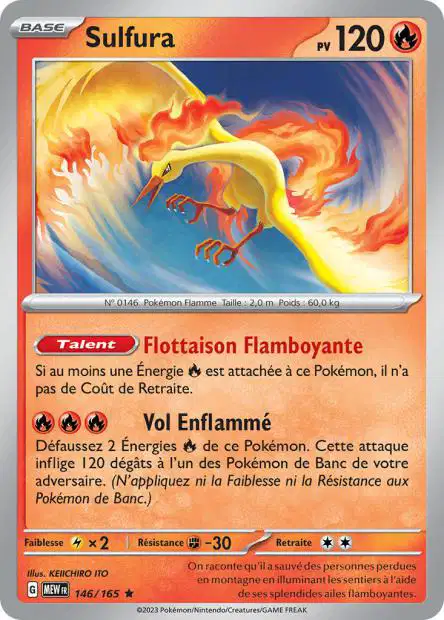 BASE
Sulfura
PV 120
N° 0146 Pokémon Flamme Taille : 2,0 m Poids : 60,0 kg
Talent Flottaison Flamboyante
Si au moins une Énergie est attachée à ce Pokémon, il n'a
pas de Coût de Retraite.
Vol Enflammé
Défaussez 2 Énergies de ce Pokémon. Cette attaque
inflige 120 dégâts à l'un des Pokémon de Banc de votre
adversaire. (N'appliquez ni la Faiblesse ni la Résistance aux
Pokémon de Banc.)
Faiblesse ×2 Résistance -30 Retraite
Illus. KEIICHIRO ITO
G MEW FR 146/165 ★
On raconte qu'il a sauvé des personnes perdues
en montagne en illuminant les sentiers à l'aide
de ses splendides ailes flamboyantes.
©2023 Pokémon/Nintendo/Creatures/GAME FREAK